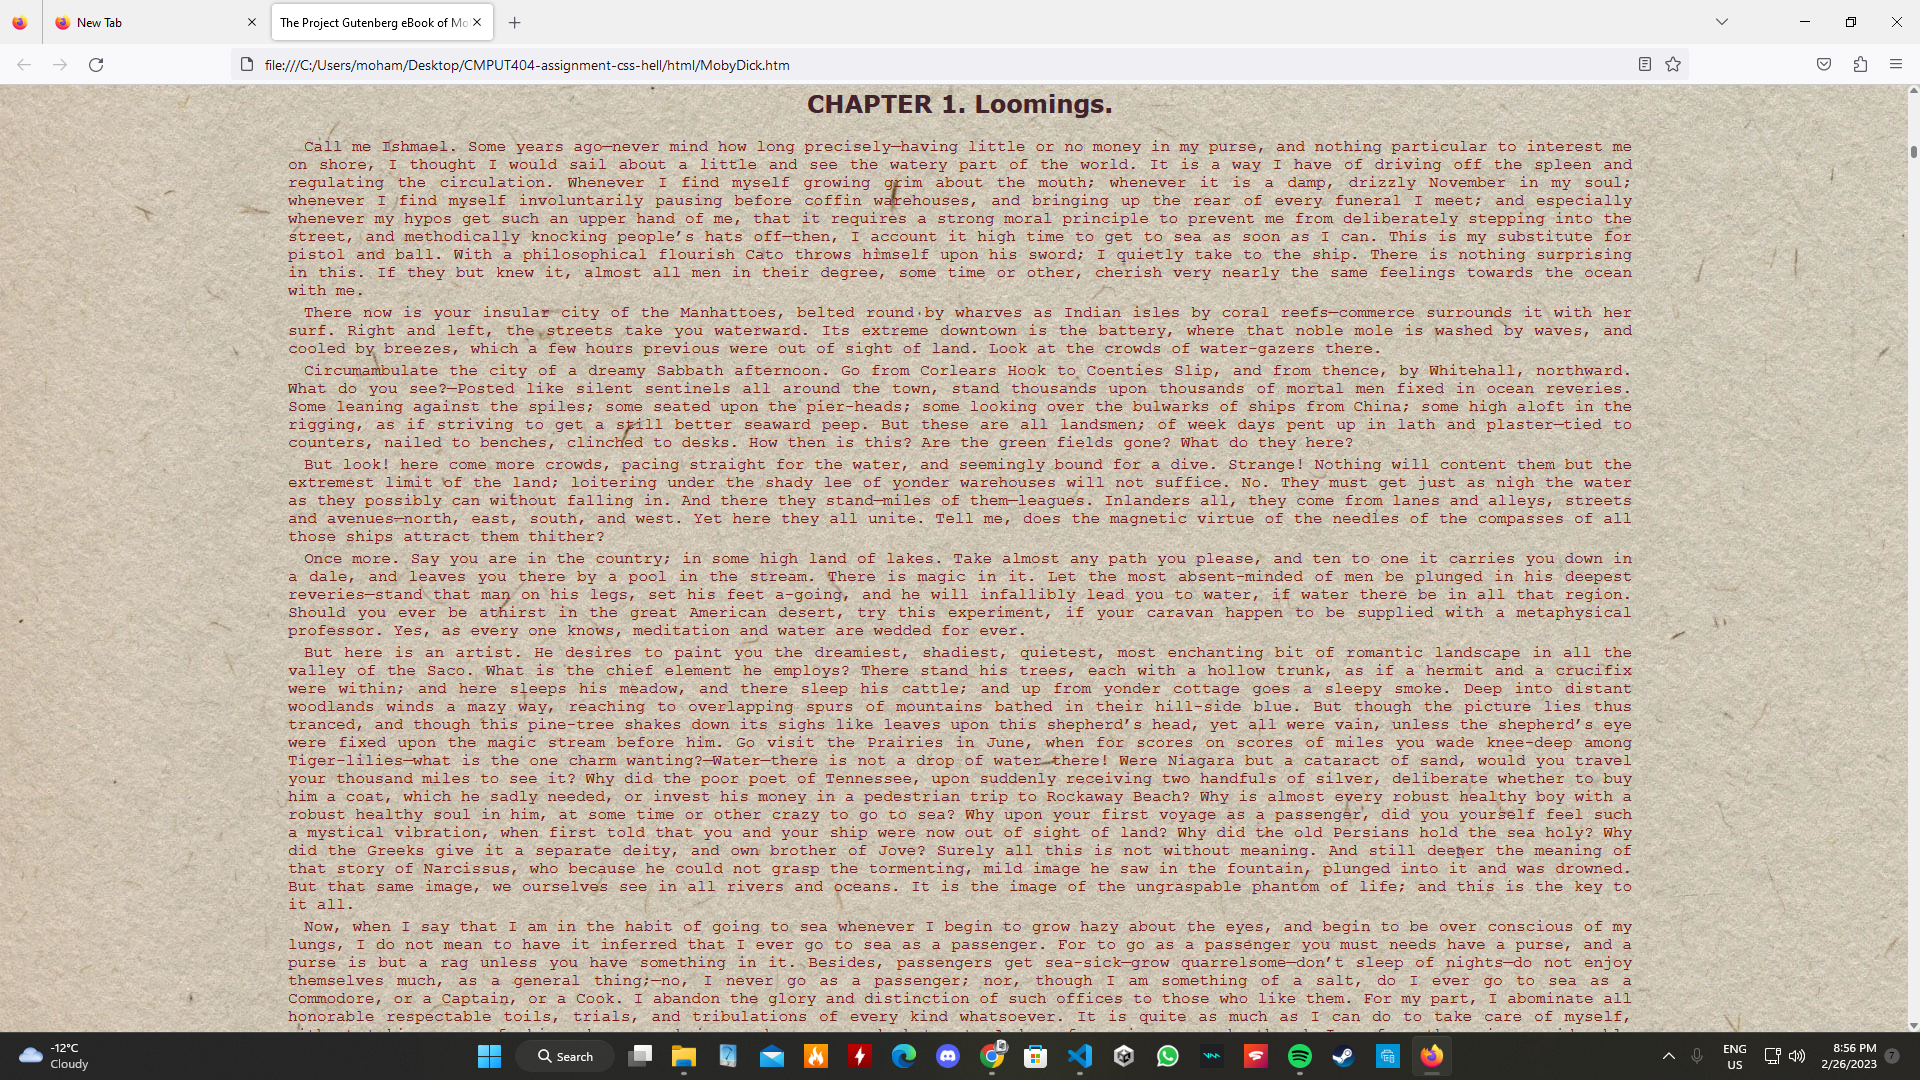 New Tab
The Project Gutenberg eBook of Mo
file:///C:/Users/moham/Desktop/CMPUT404-assignment-css-hell/html/MobyDick.htm
CHAPTER 1. Loomings.
Call me Ishmael. Some years ago—never mind how long precisely—having little or no money in my purse, and nothing particular to interest me
on shore, I thought I would sail about a little and see the watery part of the world. It is a way I have of driving off the spleen and
regulating the circulation. Whenever I find myself growing grim about the mouth; whenever it is a damp, drizzly November in my soul;
whenever I find myself involuntarily pausing before coffin warehouses, and bringing up the rear of every funeral I meet; and especially
whenever my hypos get such an upper hand of me, that it requires a strong moral principle to prevent me from deliberately stepping into the
street, and methodically knocking people’s hats off—then, I account it high time to get to sea as soon as I can. This is my substitute for
pistol and ball. With a philosophical flourish Cato throws himself upon his sword; I quietly take to the ship. There is nothing surprising
in this. If they but knew it, almost all men in their degree, some time or other, cherish very nearly the same feelings towards the ocean
with me.
There now is your insular city of the Manhattoes, belted round by wharves as Indian isles by coral reefs—commerce surrounds it with her
surf. Right and left, the streets take you waterward. Its extreme downtown is the battery, where that noble mole is washed by waves, and
cooled by breezes, which a few hours previous were out of sight of land. Look at the crowds of water-gazers there.
Circumambulate the city of a dreamy Sabbath afternoon. Go from Corlears Hook to Coenties Slip, and from thence, by Whitehall, northward.
What do you see?—Posted like silent sentinels all around the town, stand thousands upon thousands of mortal men fixed in ocean reveries.
Some leaning against the spiles; some seated upon the pier-heads; some looking over the bulwarks of ships from China; some high aloft in the
rigging, as if striving to get a still better seaward peep. But these are all landsmen; of week days pent up in lath and plaster—tied to
counters, nailed to benches, clinched to desks. How then is this? Are the green fields gone? What do they here?
But look! here come more crowds, pacing straight for the water, and seemingly bound for a dive. Strange! Nothing will content them but the
extremest limit of the land; loitering under the shady lee of yonder warehouses will not suffice. No. They must get just as nigh the water
as they possibly can without falling in. And there they stand—miles of them—leagues. Inlanders all, they come from lanes and alleys, streets
and avenues—north, east, south, and west. Yet here they all unite. Tell me, does the magnetic virtue of the needles of the compasses of all
those ships attract them thither?
Once more. Say you are in the country; in some high land of lakes. Take almost any path you please, and ten to one it carries you down in
a dale, and leaves you there by a pool in the stream. There is magic in it. Let the most absent-minded of men be plunged in his deepest
reveries—stand that man on his legs, set his feet a-going, and he will infallibly lead you to water, if water there be in all that region.
Should you ever be athirst in the great American desert, try this experiment, if your caravan happen to be supplied with a metaphysical
professor. Yes, as every one knows, meditation and water are wedded for ever.
But here is an artist. He desires to paint you the dreamiest, shadiest, quietest, most enchanting bit of romantic landscape in all the
valley of the Saco. What is the chief element he employs? There stand his trees, each with a hollow trunk, as if a hermit and a crucifix
were within; and here sleeps his meadow, and there sleep his cattle; and up from yonder cottage goes a sleepy smoke. Deep into distant
woodlands winds a mazy way, reaching to overlapping spurs of mountains bathed in their hill-side blue. But though the picture lies thus
tranced, and though this pine-tree shakes down its sighs like leaves upon this shepherd’s head, yet all were vain, unless the shepherd’s eye
were fixed upon the magic stream before him. Go visit the Prairies in June, when for scores on scores of miles you wade knee-deep among
Tiger-lilies—what is the one charm wanting?—Water—there is not a drop of water there! Were Niagara but a cataract of sand, would you travel
your thousand miles to see it? Why did the poor poet of Tennessee, upon suddenly receiving two handfuls of silver, deliberate whether to buy
him a coat, which he sadly needed, or invest his money in a pedestrian trip to Rockaway Beach? Why is almost every robust healthy boy with a
robust healthy soul in him, at some time or other crazy to go to sea? Why upon your first voyage as a passenger, did you yourself feel such
a mystical vibration, when first told that you and your ship were now out of sight of land? Why did the old Persians hold the sea holy? Why
did the Greeks give it a separate deity, and own brother of Jove? Surely all this is not without meaning. And still deeper the meaning of
that story of Narcissus, who because he could not grasp the tormenting, mild image he saw in the fountain, plunged into it and was drowned.
But that same image, we ourselves see in all rivers and oceans. It is the image of the ungraspable phantom of life; and this is the key to
it all.
Now, when I say that I am in the habit of going to sea whenever I begin to grow hazy about the eyes, and begin to be over conscious of my
lungs, I do not mean to have it inferred that I ever go to sea as a passenger. For to go as a passenger you must needs have a purse, and a
purse is but a rag unless you have something in it. Besides, passengers get sea-sick—grow quarrelsome—don’t sleep of nights—do not enjoy
themselves much, as a general thing;—no, I never go as a passenger; nor, though I am something of a salt, do I ever go to sea as a
Commodore, or a Captain, or a Cook. I abandon the glory and distinction of such offices to those who like them. For my part, I abominate all
honorable respectable toils, trials, and tribulations of every kind whatsoever. It is quite as much as I can do to take care of myself,
-12°C
Cloudy
Search
ENG
US
8:56 PM
2/26/2023
7